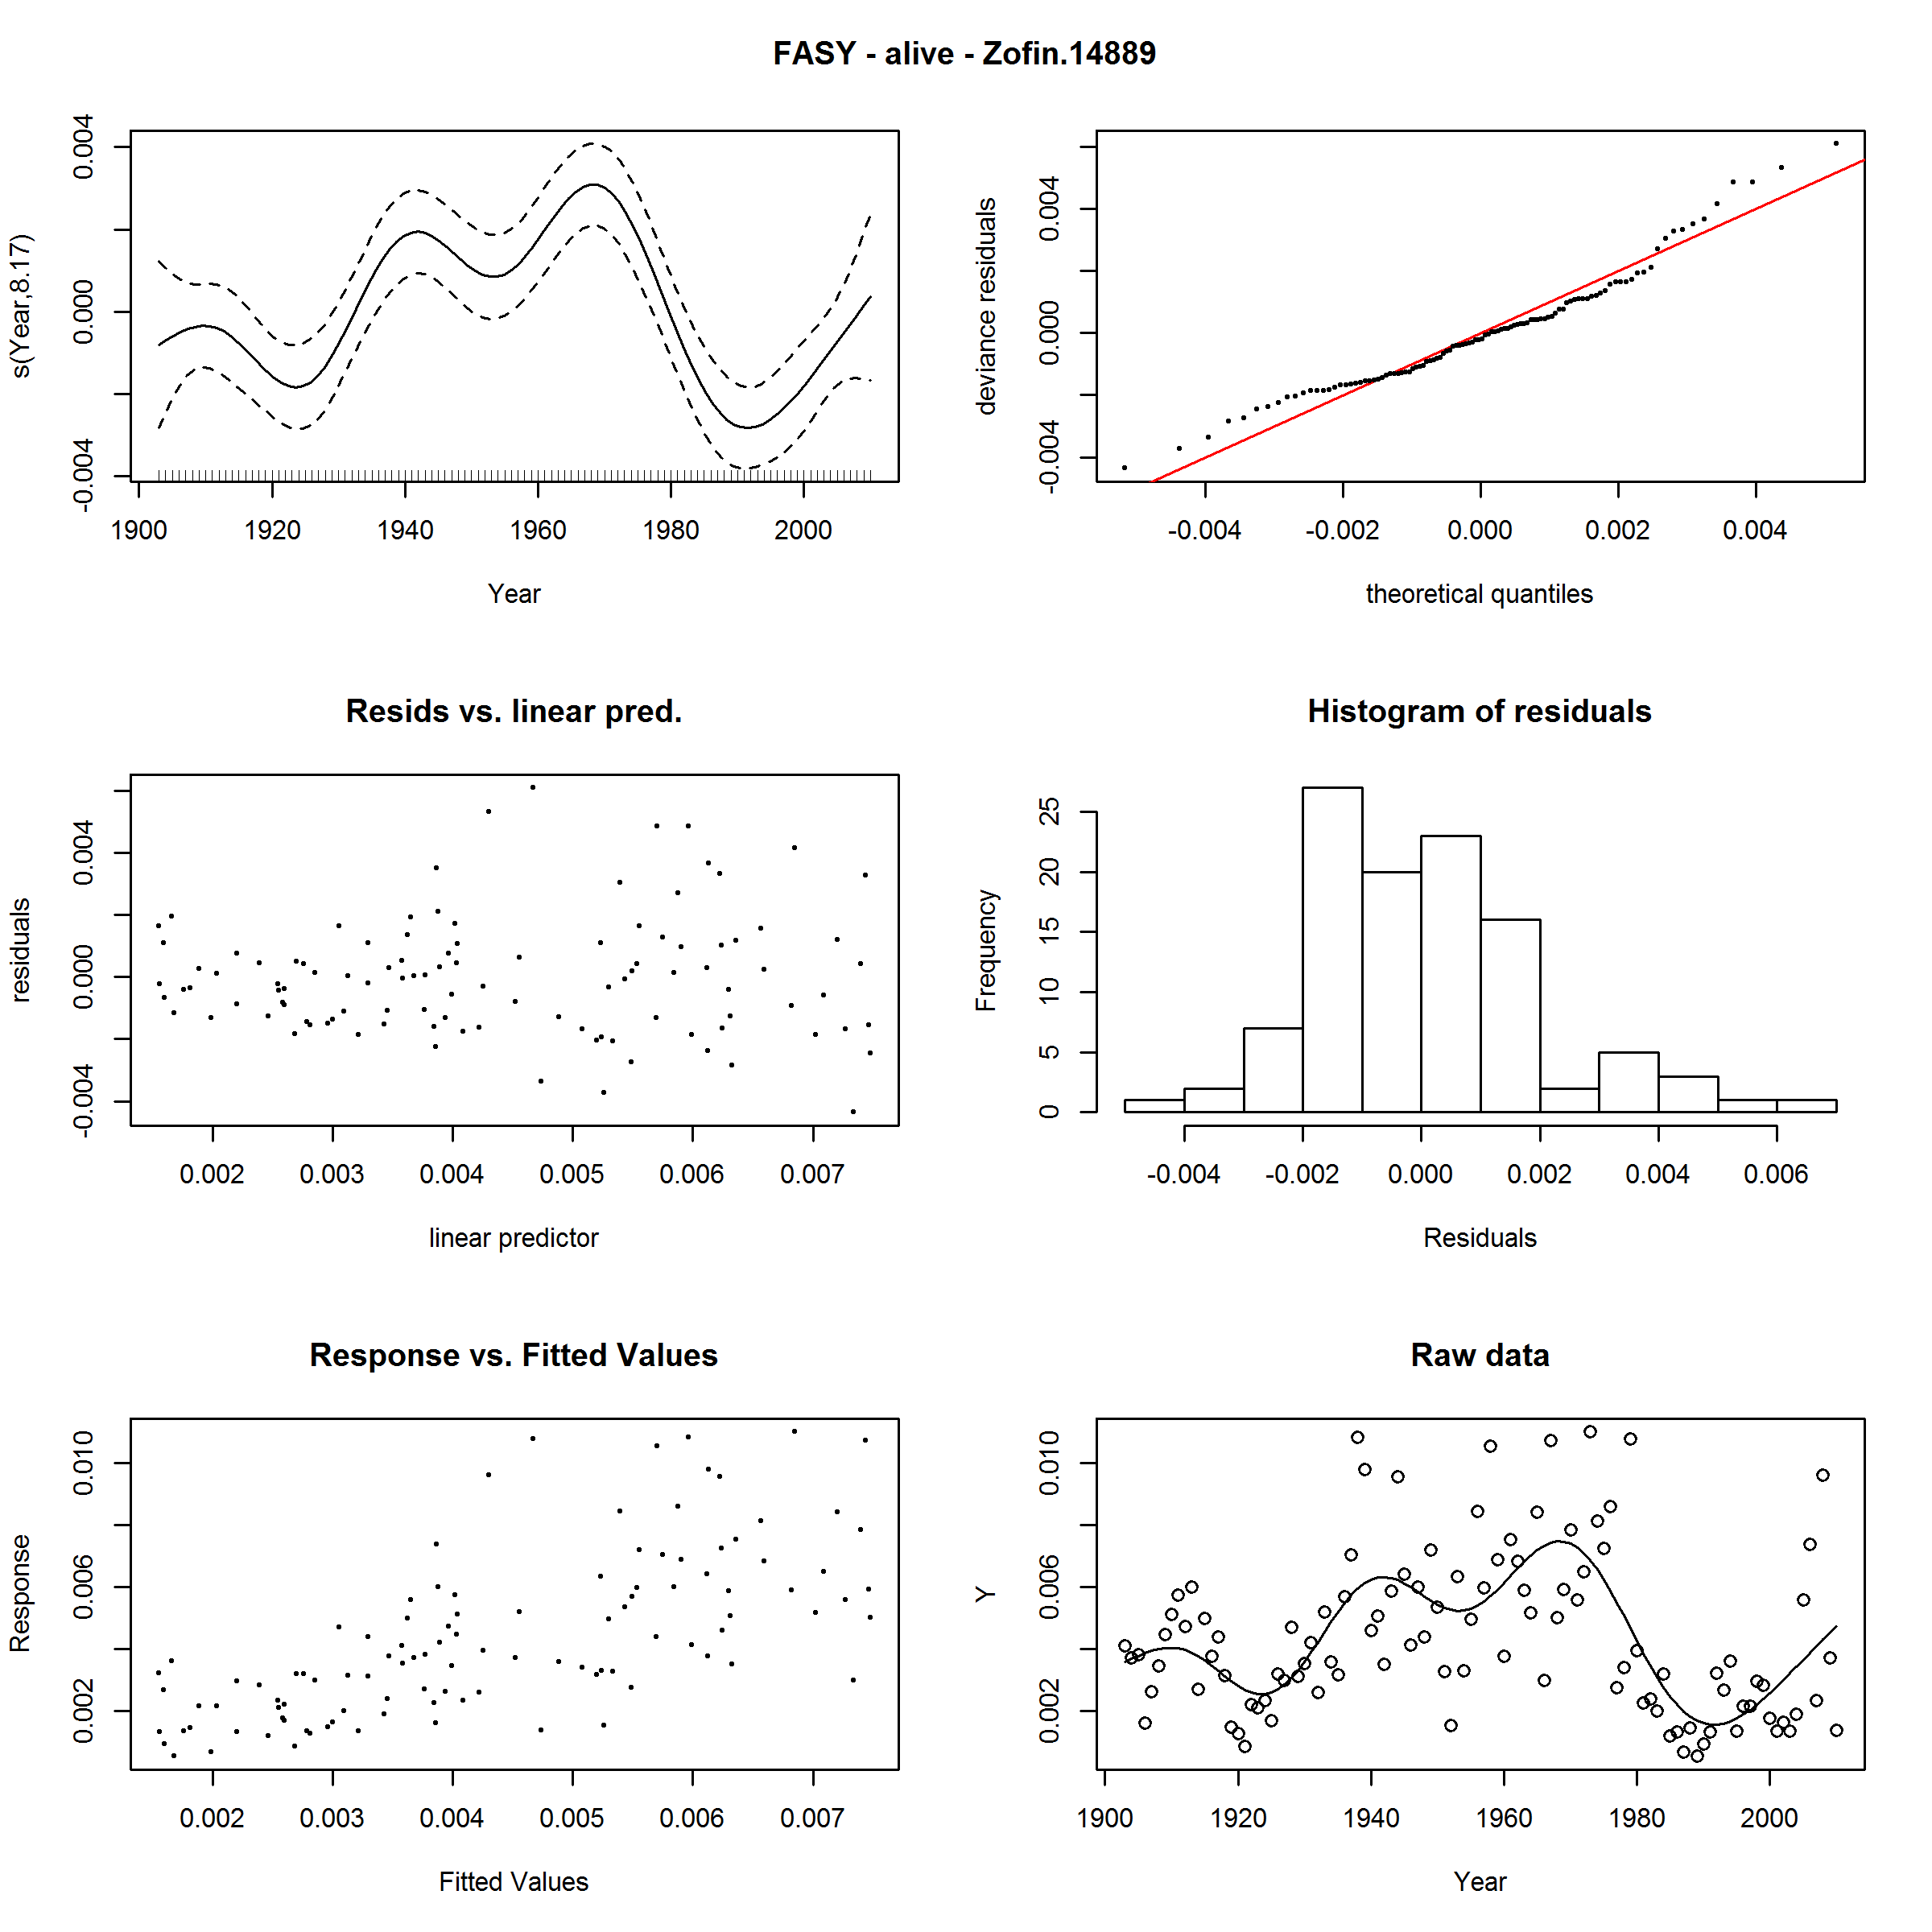 FASY - alive - Zofin.14889
s(Year,8.17)
-0.004 0.000 0.004
1900 1920 1940 1960 1980 2000
Year
deviance residuals
-0.004 0.000 0.004
-0.004 -0.002 0.000 0.002 0.004
theoretical quantiles
Resids vs. linear pred.
residuals
-0.004 0.000 0.004
0.002 0.003 0.004 0.005 0.006 0.007
linear predictor
Histogram of residuals
Frequency
0 5 10 15 20 25
-0.004 -0.002 0.000 0.002 0.004 0.006
Residuals
Response vs. Fitted Values
Response
0.002 0.006 0.010
0.002 0.003 0.004 0.005 0.006 0.007
Fitted Values
Raw data
Y
0.002 0.006 0.010
1900 1920 1940 1960 1980 2000
Year